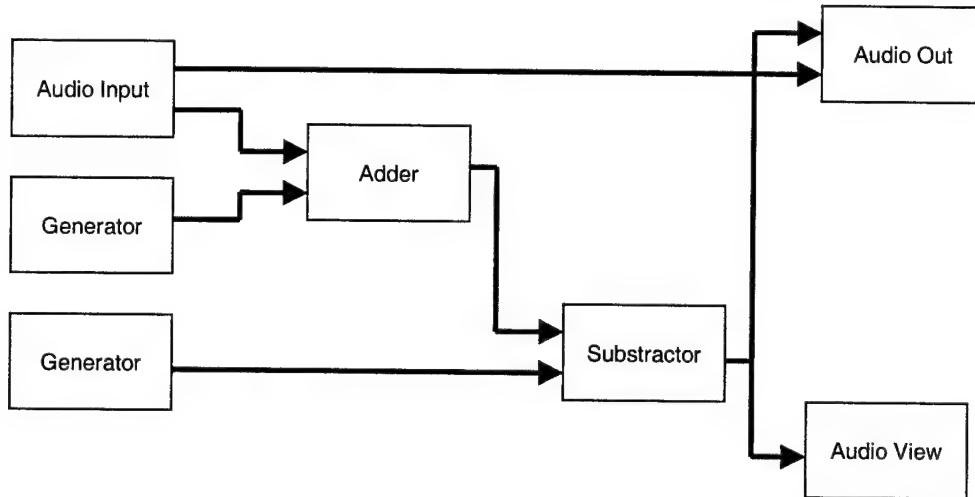 Audio Input
Audio Out
Adder
Generator
Generator
Substractor
Audio View